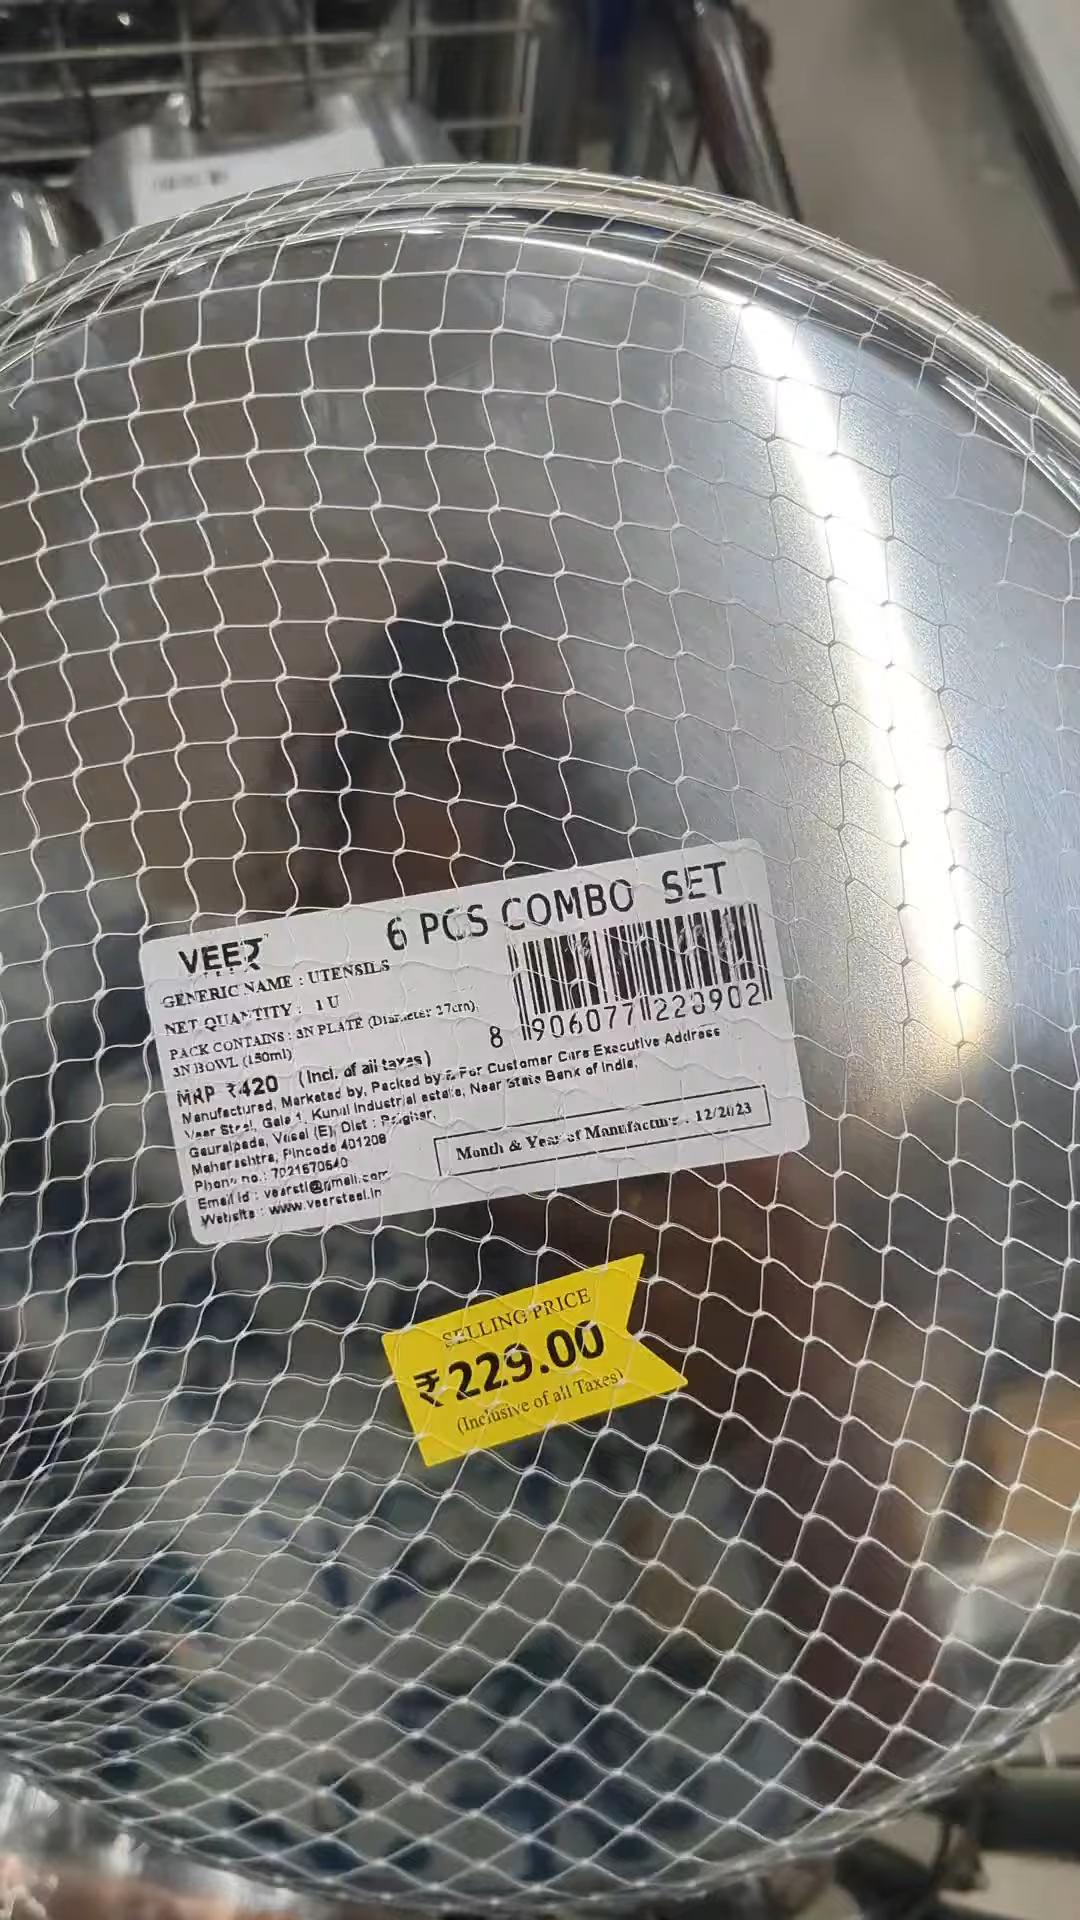 6 PCS COMBO SET
VEER
GENERIC NAME : UTENSILS
NET QUANTITY : 1 U
PACK CONTAINS : 3N PLATE (Diameter 27cm),
3N BOWL (150ml)
MRP ₹420 (Incl. of all taxes)
8 906077 223902
Manufactured, Marketed by, Packed by & For Customer Care Executive Address
Veer Steel, Gala 1, Kunal Industrial estate, Near State Bank of India,
Gauraipada, Vasai (E), Dist : Palghar,
Maharashtra, Pincode 401208
Phone no.: 7021670640
Email id : veerstl@gmail.com
Website : www.veersteel.in
Month & Year of Manufacture : 12/2023
SELLING PRICE
₹229.00
(Inclusive of all Taxes)